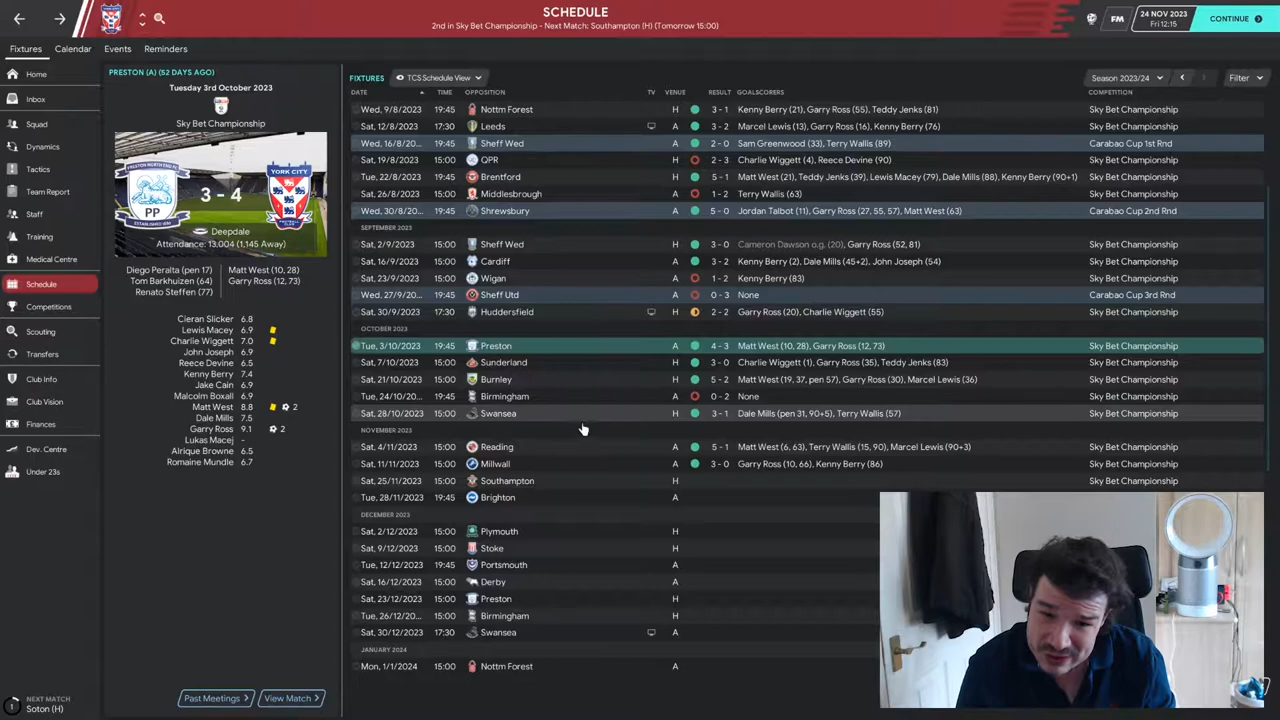 SCHEDULE
2nd in Sky Bet Championship - Next Match: Southampton (H) (Tomorrow 15:00)
FM
24 NOV 2023
Fri 12:15
CONTINUE
Fixtures Calendar Events Reminders
Home
Inbox
Squad
Dynamics
Tactics
Team Report
Staff
Training
Medical Centre
Schedule
Competitions
Scouting
Transfers
Club Info
Club Vision
Finances
Dev. Centre
Under 23s
NEXT MATCH
Soton (H)
PRESTON (A) (52 DAYS AGO)
Tuesday 3rd October 2023
Sky Bet Championship
PP
YORK CITY
3 - 4
Deepdale
Attendance: 13,004 (1,145 Away)
Diego Peralta (pen 17) Matt West (10, 28)
Tom Barkhuizen (64) Garry Ross (12, 73)
Renato Steffen (77)
Cieran Slicker 6.8
Lewis Macey 6.9
Charlie Wiggett 7.0
John Joseph 6.9
Reece Devine 6.5
Kenny Berry 7.4
Jake Cain 6.9
Malcolm Boxall 6.9
Matt West 8.8 2
Dale Mills 7.5
Garry Ross 9.1 2
Lukas Macej -
Alrique Browne 6.5
Romaine Mundle 6.7
Past Meetings View Match
FIXTURES TCS Schedule View Season 2023/24 Filter
DATE TIME OPPOSITION TV VENUE RESULT GOALSCORERS COMPETITION
Wed, 9/8/2023 19:45 Nottm Forest H 3 - 1 Kenny Berry (21), Garry Ross (55), Teddy Jenks (81) Sky Bet Championship
Sat, 12/8/2023 17:30 Leeds A 3 - 2 Marcel Lewis (13), Garry Ross (16), Kenny Berry (76) Sky Bet Championship
Wed, 16/8/2023 19:45 Sheff Wed A 2 - 0 Sam Greenwood (33), Terry Wallis (89) Carabao Cup 1st Rnd
Sat, 19/8/2023 15:00 QPR H 2 - 3 Charlie Wiggett (4), Reece Devine (90) Sky Bet Championship
Tue, 22/8/2023 19:45 Brentford H 5 - 1 Matt West (21), Teddy Jenks (39), Lewis Macey (79), Dale Mills (88), Kenny Berry (90+1) Sky Bet Championship
Sat, 26/8/2023 15:00 Middlesbrough A 1 - 2 Terry Wallis (63) Sky Bet Championship
Wed, 30/8/20... 19:45 Shrewsbury A 5 - 0 Jordan Talbot (11), Garry Ross (27, 55, 57), Matt West (63) Carabao Cup 2nd Rnd
SEPTEMBER 2023
Sat, 2/9/2023 15:00 Sheff Wed H 3 - 0 Cameron Dawson o.g. (20), Garry Ross (52, 81) Sky Bet Championship
Sat, 16/9/2023 15:00 Cardiff A 3 - 2 Kenny Berry (2), Dale Mills (45+2), John Joseph (54) Sky Bet Championship
Sat, 23/9/2023 15:00 Wigan A 1 - 2 Kenny Berry (83) Sky Bet Championship
Wed, 27/9/20... 19:45 Sheff Utd A 0 - 3 None Carabao Cup 3rd Rnd
Sat, 30/9/2023 17:30 Huddersfield H 2 - 2 Garry Ross (20), Charlie Wiggett (55) Sky Bet Championship
OCTOBER 2023
Tue, 3/10/2023 19:45 Preston A 4 - 3 Matt West (10, 28), Garry Ross (12, 73) Sky Bet Championship
Sat, 7/10/2023 15:00 Sunderland H 3 - 0 Charlie Wiggett (1), Garry Ross (35), Teddy Jenks (83) Sky Bet Championship
Sat, 21/10/2023 15:00 Burnley H 5 - 2 Matt West (19, 37, pen 57), Garry Ross (30), Marcel Lewis (36) Sky Bet Championship
Tue, 24/10/20... 19:45 Birmingham A 0 - 2 None Sky Bet Championship
Sat, 28/10/2023 15:00 Swansea H 3 - 1 Dale Mills (pen 31, 90+5), Terry Wallis (57) Sky Bet Championship
NOVEMBER 2023
Sat, 4/11/2023 15:00 Reading A 5 - 1 Matt West (6, 63), Terry Wallis (15, 90), Marcel Lewis (90+3) Sky Bet Championship
Sat, 11/11/2023 15:00 Millwall A 3 - 0 Garry Ross (10, 66), Kenny Berry (86) Sky Bet Championship
Sat, 25/11/2023 15:00 Southampton H Sky Bet Championship
Tue, 28/11/2023 19:45 Brighton A
DECEMBER 2023
Sat, 2/12/2023 15:00 Plymouth H
Sat, 9/12/2023 15:00 Stoke H
Tue, 12/12/2023 19:45 Portsmouth A
Sat, 16/12/2023 15:00 Derby A
Sat, 23/12/2023 15:00 Preston H
Tue, 26/12/20... 15:00 Birmingham H
Sat, 30/12/2023 17:30 Swansea A
JANUARY 2024
Mon, 1/1/2024 15:00 Nottm Forest A